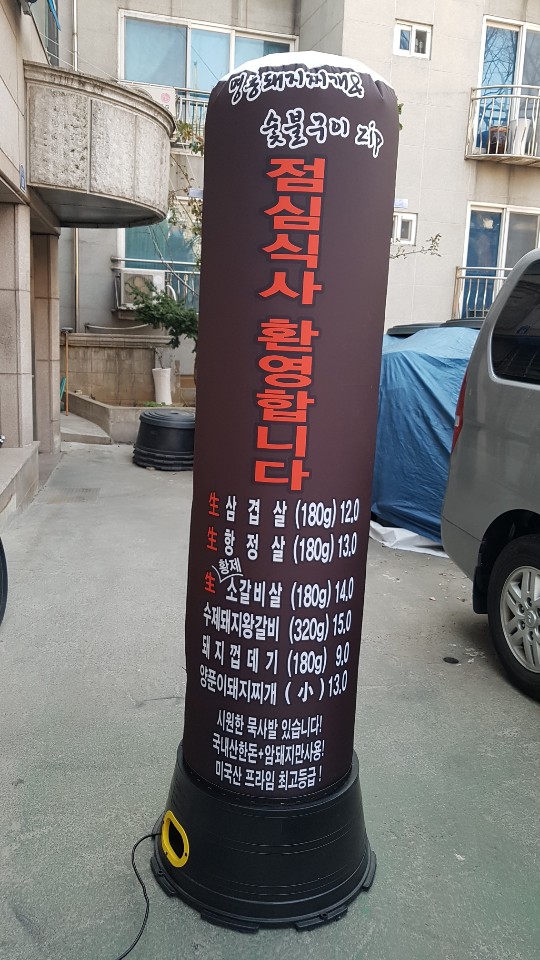 명품돼지찌개&
숯불구이 zip
점심식사 환영합니다
生 삼겹살 (180g) 12.0
生 항정살 (180g) 13.0
황제
生 소갈비살 (180g) 14.0
수제돼지왕갈비 (320g) 15.0
돼지껍데기 (180g) 9.0
양푼이돼지찌개 (小) 13.0
시원한 묵사발 있습니다!
국내산한돈+암돼지만사용!
미국산 프라임 최고등급!